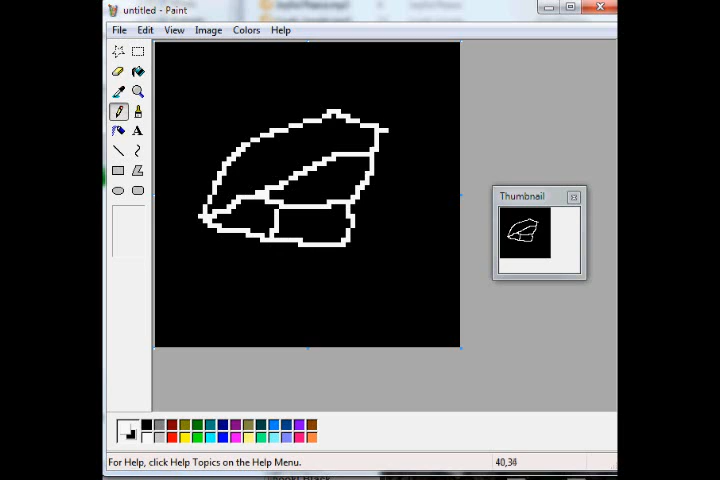 untitled - Paint
File Edit View Image Colors Help
A
Thumbnail
For Help, click Help Topics on the Help Menu.
40,34